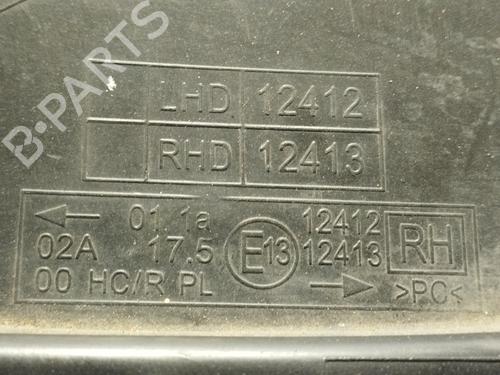 B-PARTS
LHD 12412
RHD 12413
← 01 1a 12412
02A 17.5 E13 12413 RH
00 HC/R PL → >PC<